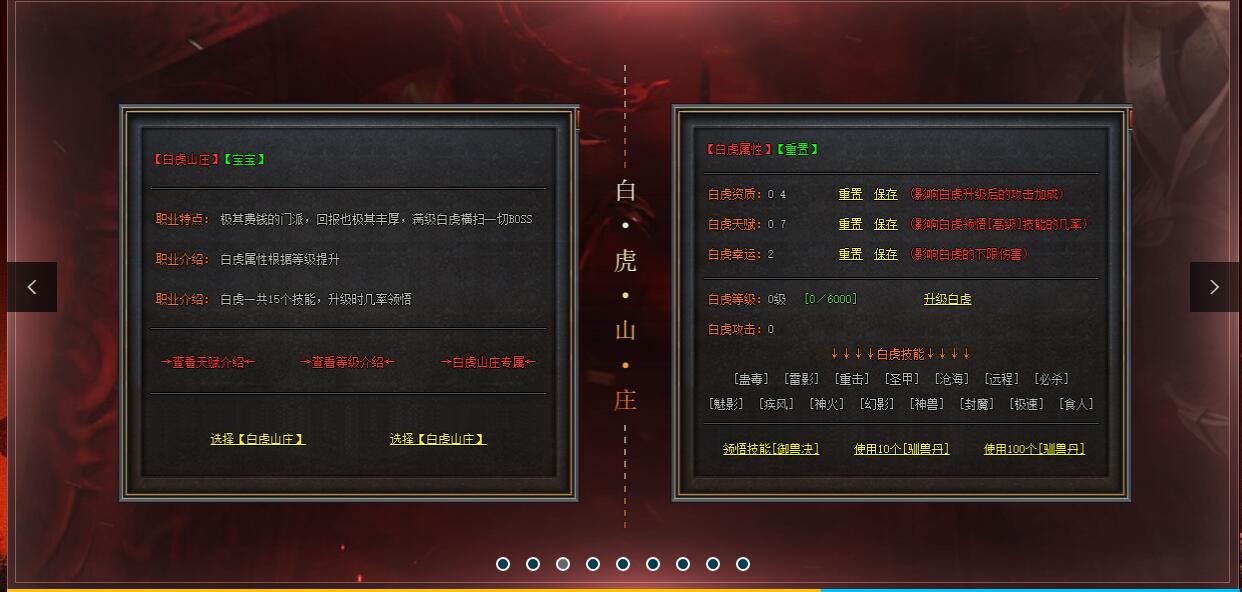 【白虎山庄】【宝宝】
职业特点：极其费钱的门派，回报也极其丰厚，满级白虎横扫一切BOSS
职业介绍：白虎属性根据等级提升
职业介绍：白虎一共15个技能，升级时几率领悟
→查看天赋介绍← →查看等级介绍← →白虎山庄专属←
选择【白虎山庄】 选择【白虎山庄】
白·虎·山·庄
【白虎属性】【重置】
白虎资质：0.4 重置 保存 (影响白虎升级后的攻击加成)
白虎天赋：0.7 重置 保存 (影响白虎领悟[高级]技能的几率)
白虎幸运：2 重置 保存 (影响白虎的下限伤害)
白虎等级：0级 [0/6000] 升级白虎
白虎攻击：0
↓↓↓↓白虎技能↓↓↓↓
[蛊毒] [雷影] [重击] [圣甲] [沧海] [远程] [必杀]
[魅影] [疾风] [神火] [幻影] [神兽] [封魔] [极速] [食人]
领悟技能[御兽决] 使用10个[驯兽丹] 使用100个[驯兽丹]